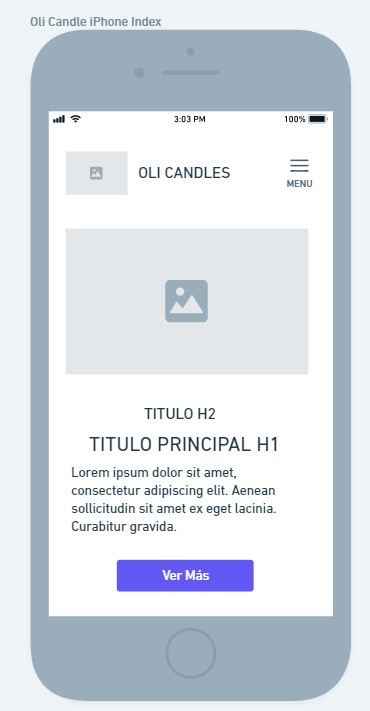 Oli Candle iPhone Index
3:03 PM
100%
OLI CANDLES
MENU
TITULO H2
TITULO PRINCIPAL H1
Lorem ipsum dolor sit amet,
consectetur adipiscing elit. Aenean
sollicitudin sit amet ex eget lacinia.
Curabitur gravida.
Ver Más